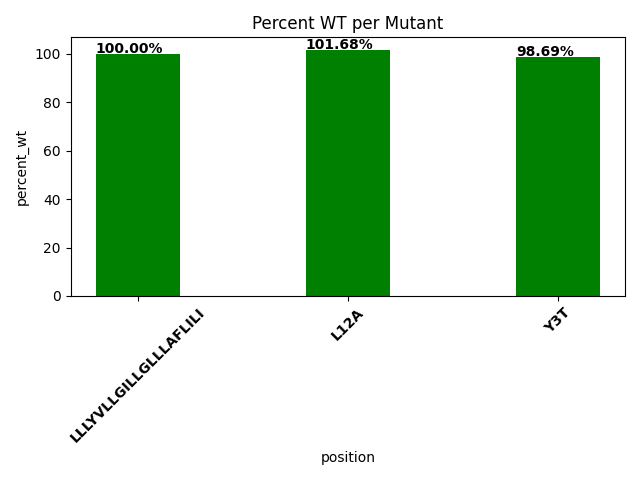 Percent WT per Mutant
percent_wt
100
80
60
40
20
0
100.00%
101.68%
98.69%
LLLYVLLGILLGLLLAFLILI
L12A
Y3T
position